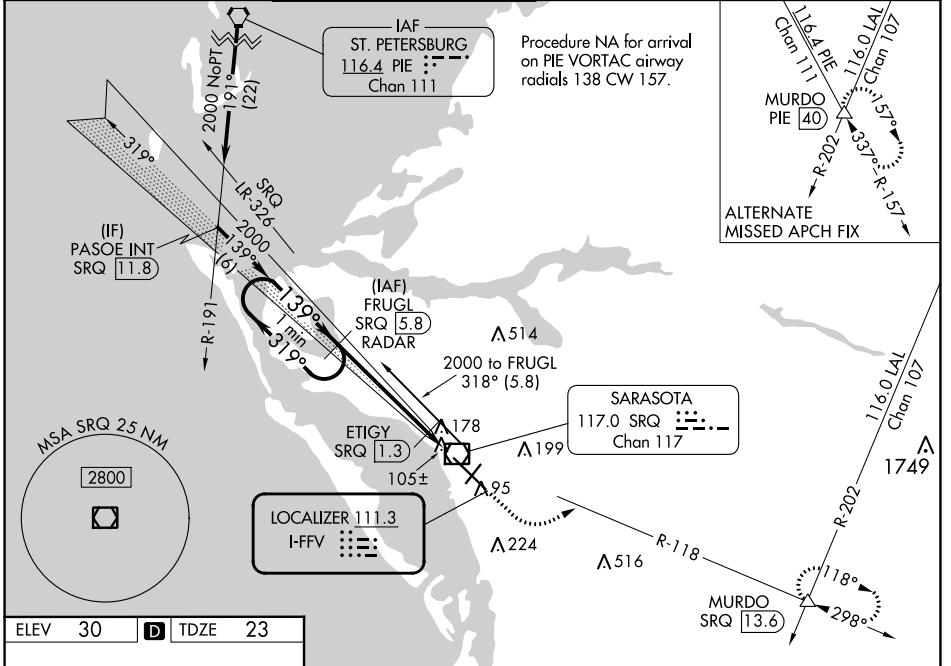 IAF
ST. PETERSBURG
116.4 PIE
Chan 111
Procedure NA for arrival
on PIE VORTAC airway
radials 138 CW 157.
2000 NoPT
191°
(22)
116.4 PIE
Chan 111
116.0 LAL
Chan 107
MURDO
PIE 40
157°
337°
R-202
R-157
ALTERNATE
MISSED APCH FIX
319°
SRQ
LR-326
(IF)
PASOE INT
SRQ 11.8
2000
139°
(6)
R-191
139°
1 min
319°
(IAF)
FRUGL
SRQ 5.8
RADAR
514
2000 to FRUGL
318° (5.8)
SARASOTA
117.0 SRQ
Chan 117
116.0 LAL
Chan 107
178
ETIGY
SRQ 1.3
105±
199
1749
MSA SRQ 25 NM
2800
95
LOCALIZER 111.3
I-FFV
224
516
R-118
R-202
118°
298°
MURDO
SRQ 13.6
ELEV 30 D TDZE 23